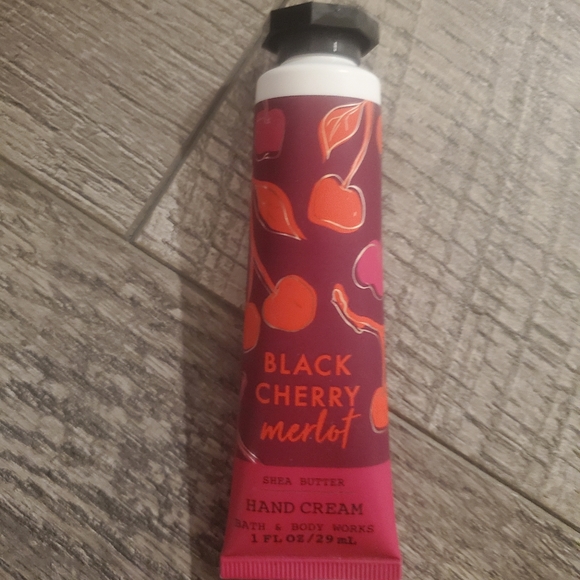 BLACK
CHERRY
merlot
SHEA BUTTER
HAND CREAM
BATH & BODY WORKS
1 FL OZ/29 mL